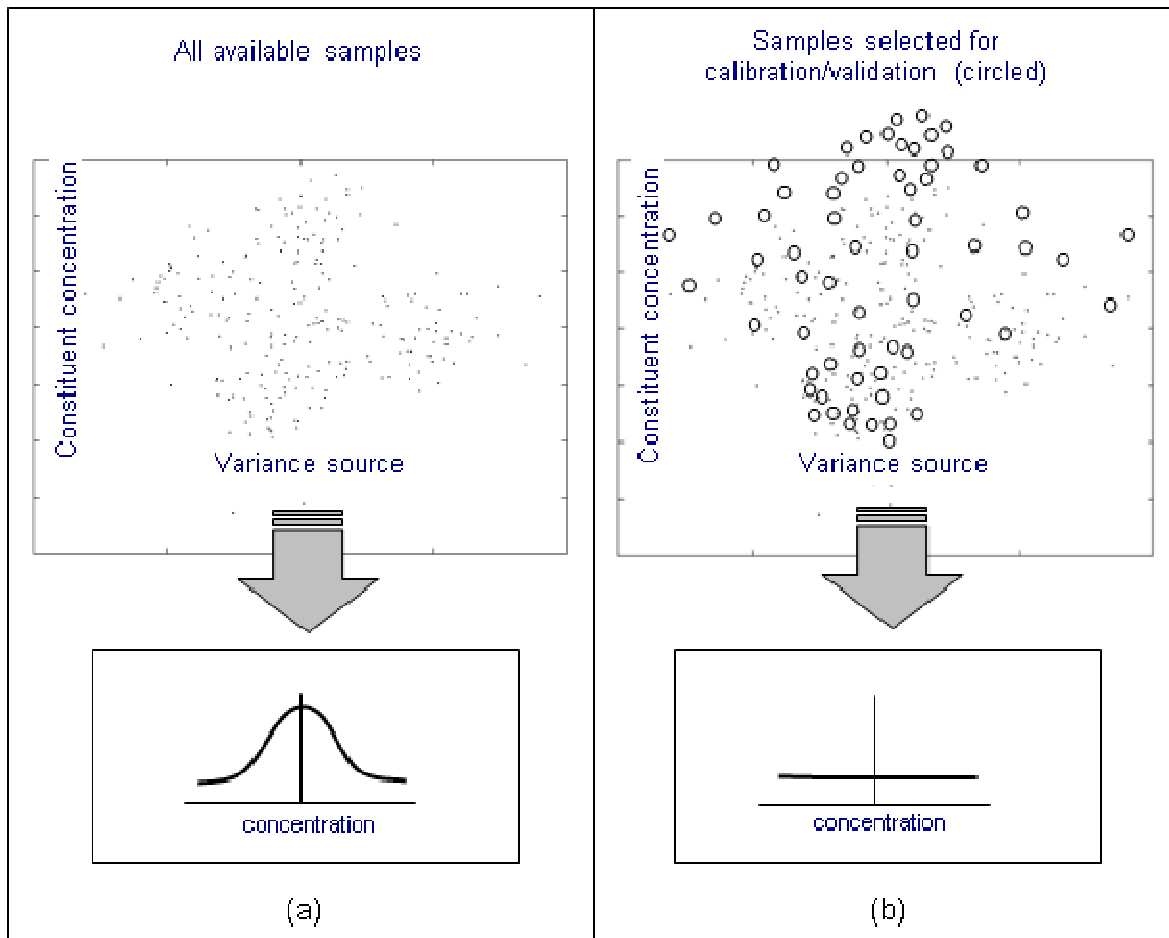 All available samples
Constituent concentration
Variance source
concentration
(a)
Samples selected for
calibration/validation (circled)
Constituent concentration
Variance source
concentration
(b)